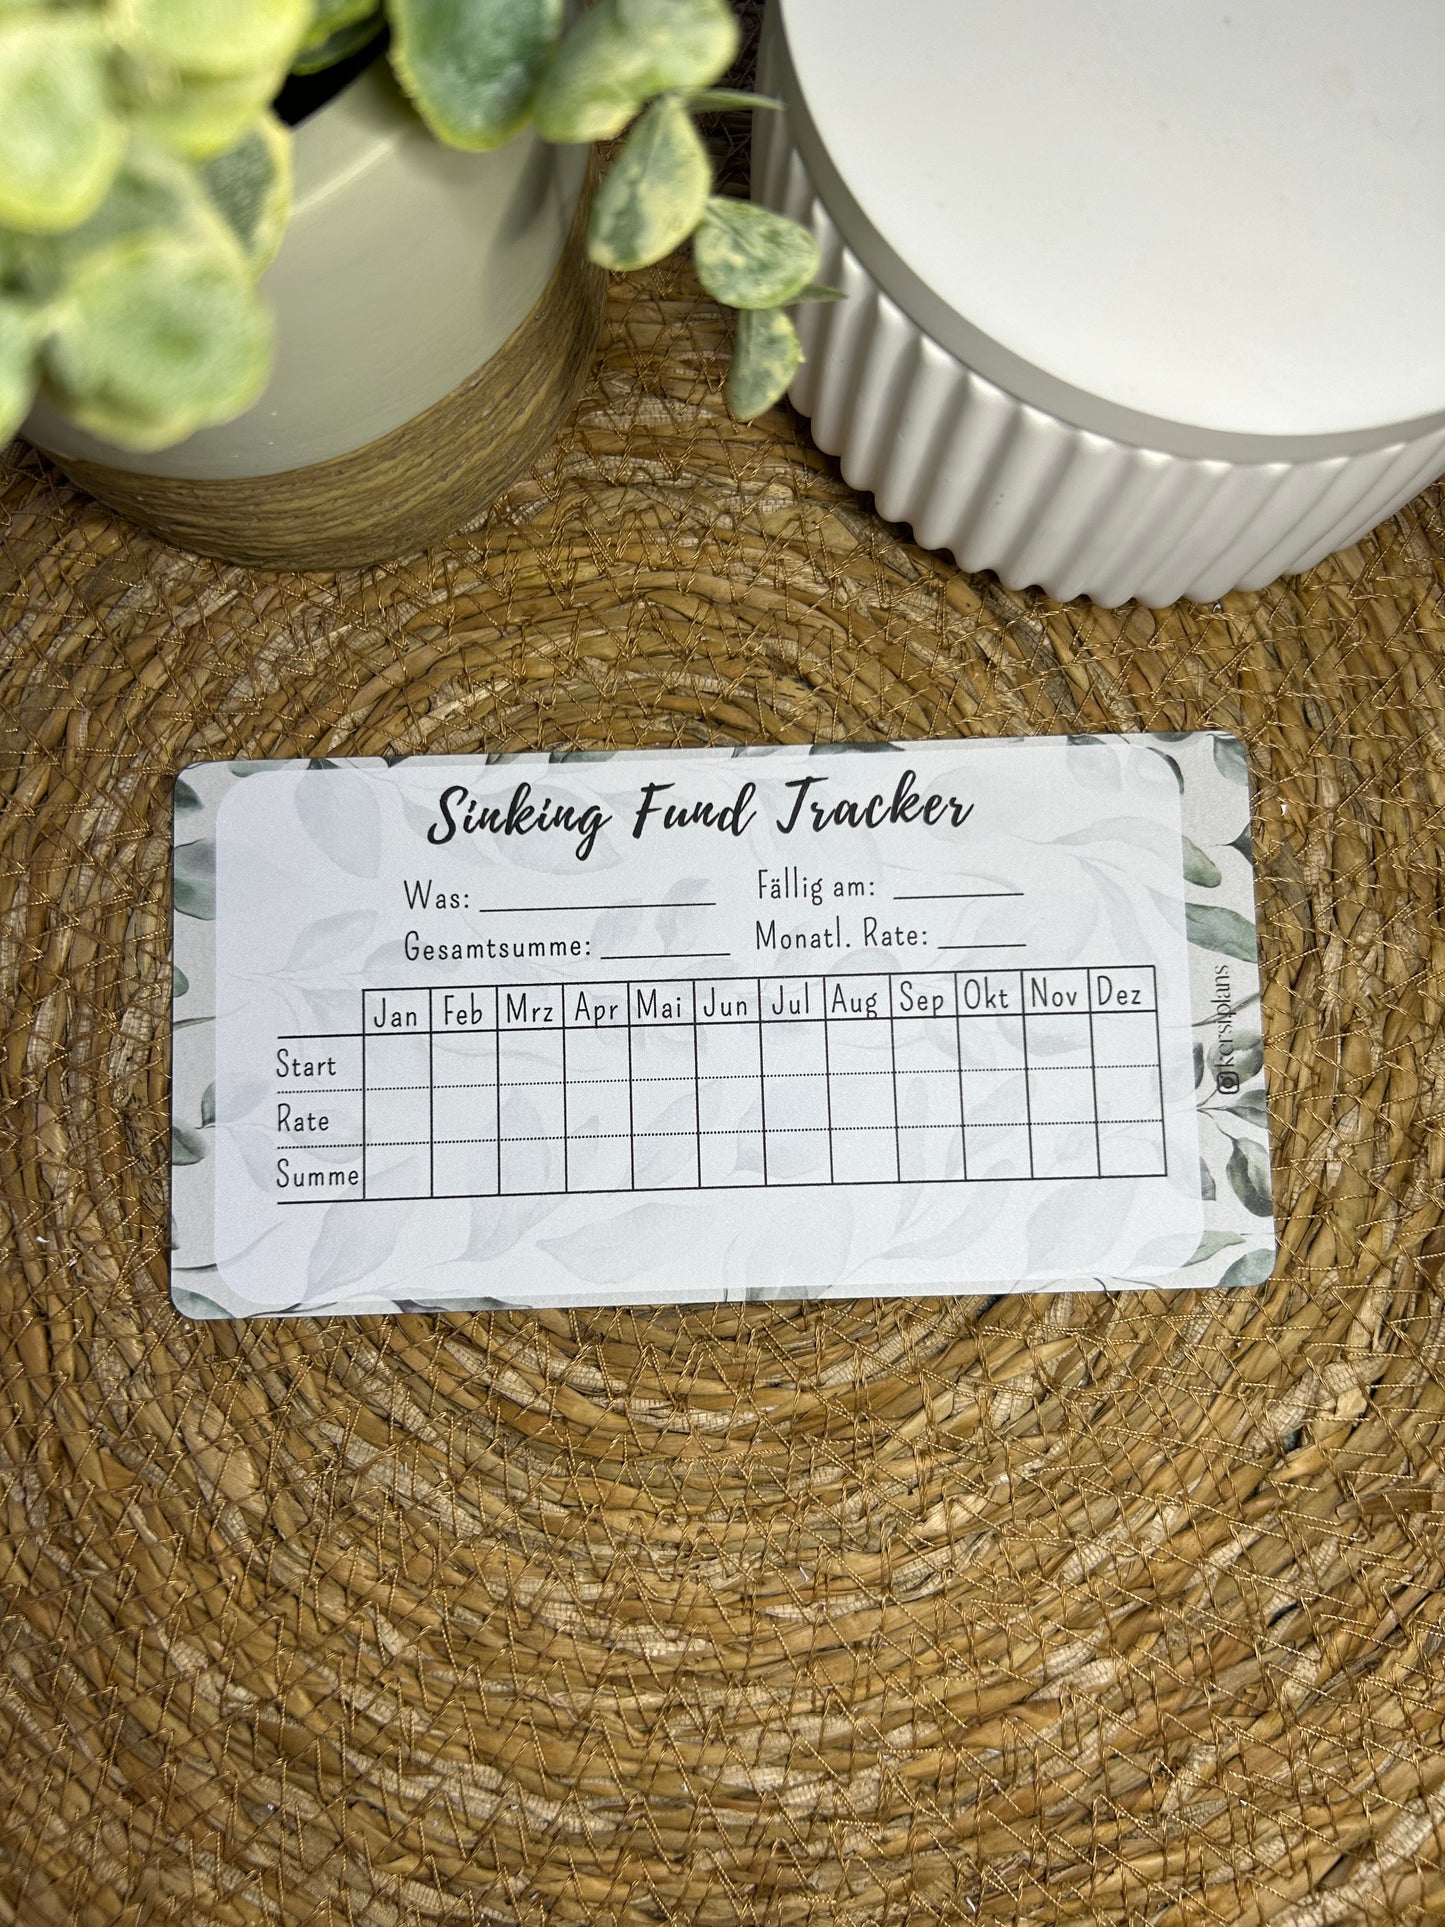 Sinking Fund Tracker
Was: Fällig am:
Gesamtsumme: Monatl. Rate:
Jan Feb Mrz Apr Mai Jun Jul Aug Sep Okt Nov Dez
Start
Rate
Summe
kerstplans